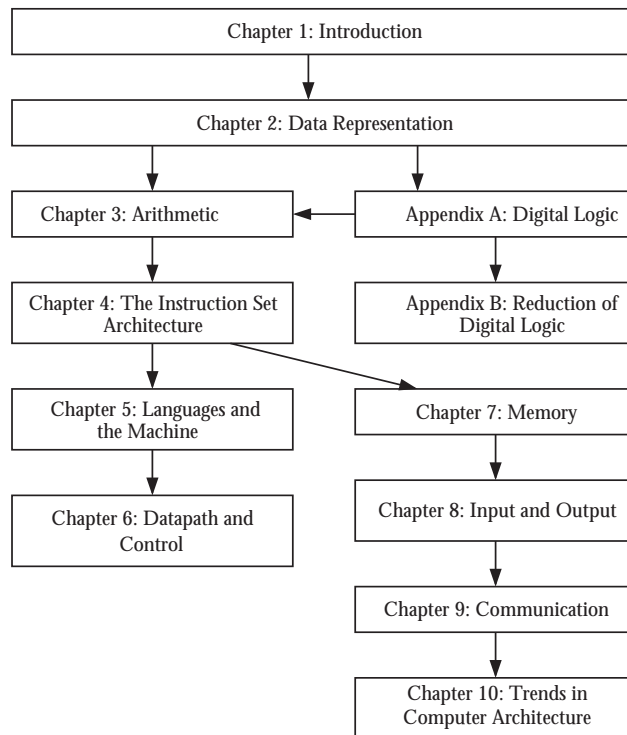 Chapter 1: Introduction
Chapter 2: Data Representation
Chapter 3: Arithmetic
Appendix A: Digital Logic
Chapter 4: The Instruction Set
Architecture
Appendix B: Reduction of
Digital Logic
Chapter 5: Languages and
the Machine
Chapter 7: Memory
Chapter 6: Datapath and
Control
Chapter 8: Input and Output
Chapter 9: Communication
Chapter 10: Trends in
Computer Architecture